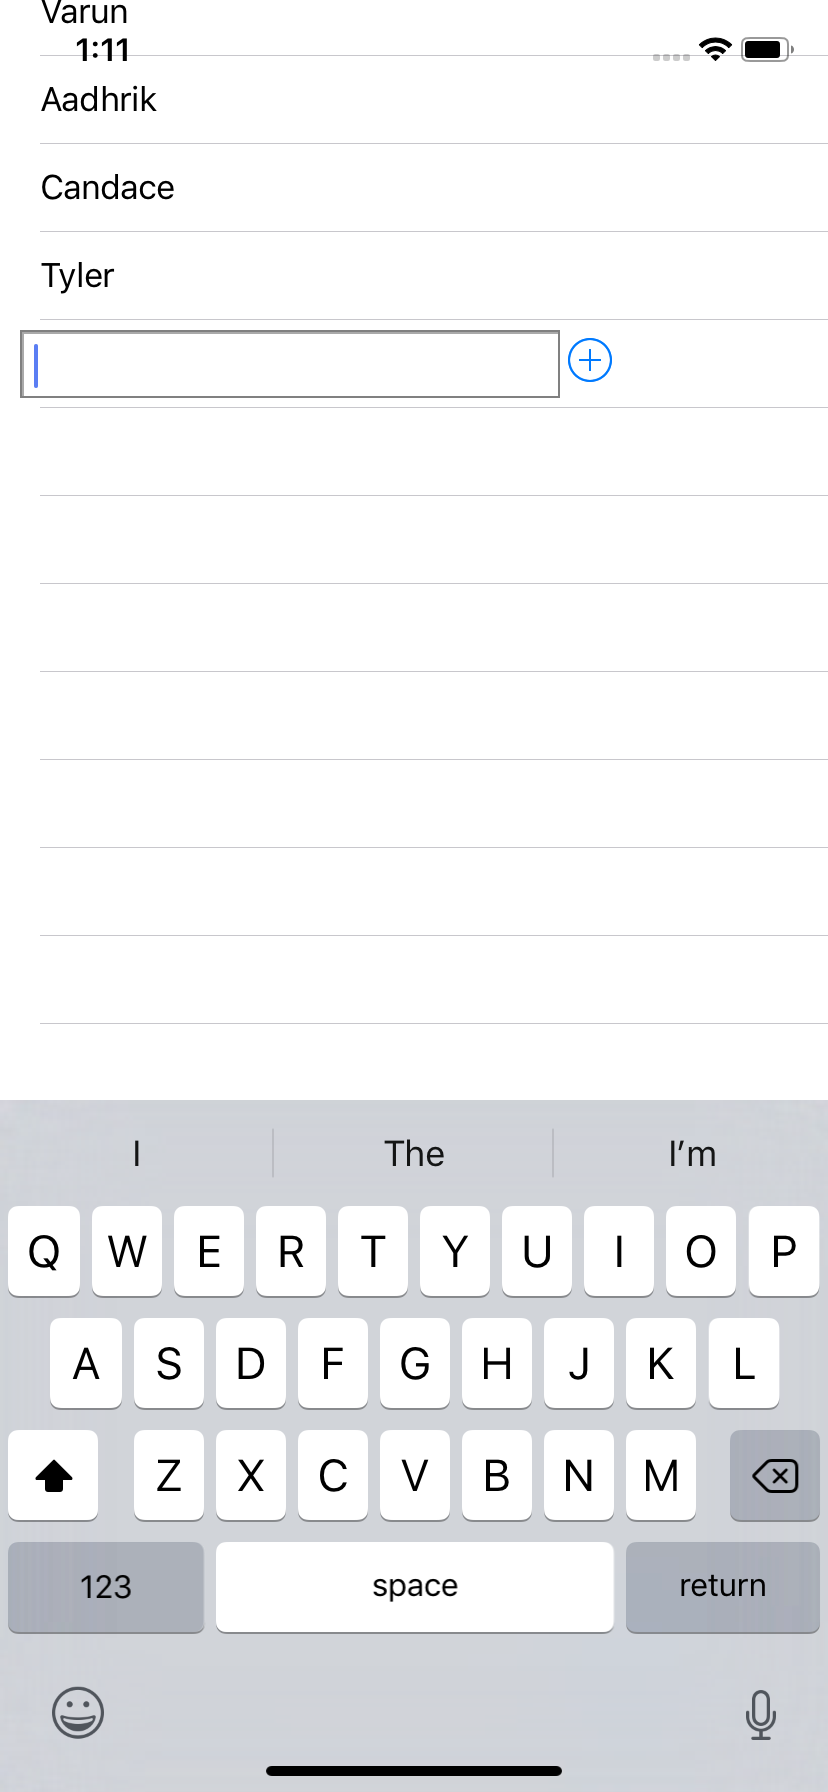 Varun
1:11
Aadhrik
Candace
Tyler
I The I'm
Q W E R T Y U I O P
A S D F G H J K L
Z X C V B N M
123 space return